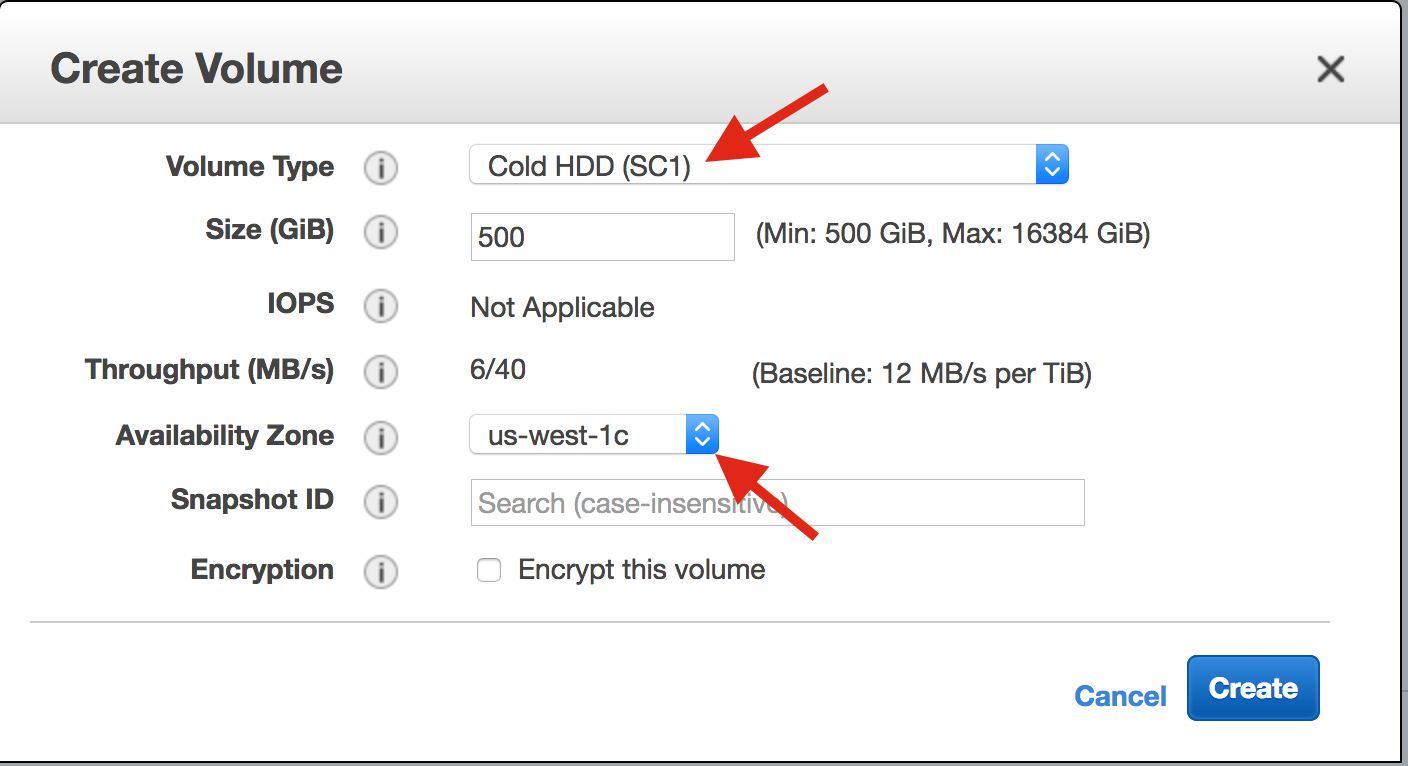 Create Volume
Volume Type Cold HDD (SC1)
Size (GiB) 500 (Min: 500 GiB, Max: 16384 GiB)
IOPS Not Applicable
Throughput (MB/s) 6/40 (Baseline: 12 MB/s per TiB)
Availability Zone us-west-1c
Snapshot ID Search (case-insensitive)
Encryption Encrypt this volume
Cancel Create